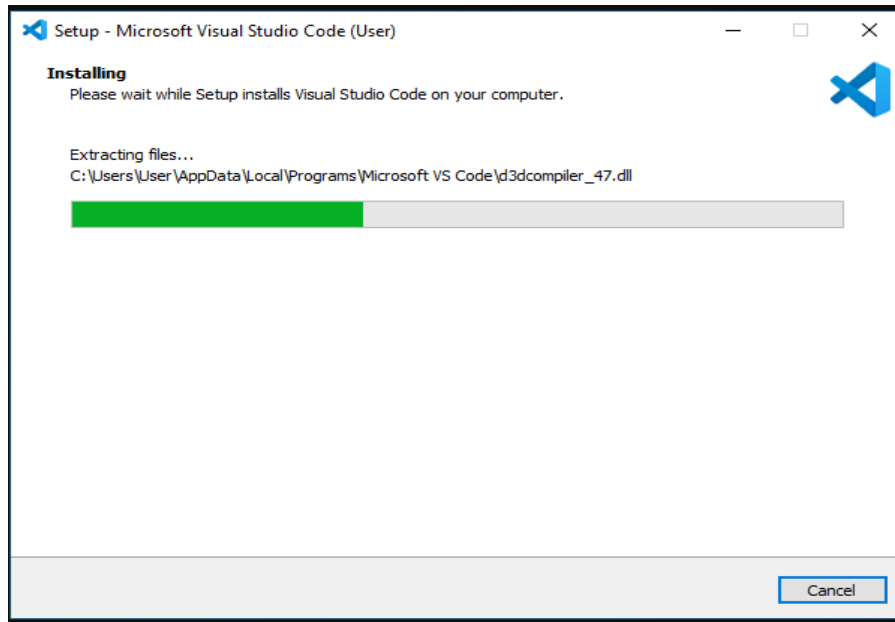 Setup - Microsoft Visual Studio Code (User)
Installing
Please wait while Setup installs Visual Studio Code on your computer.
Extracting files...
C:\Users\User\AppData\Local\Programs\Microsoft VS Code\d3dcompiler_47.dll
Cancel